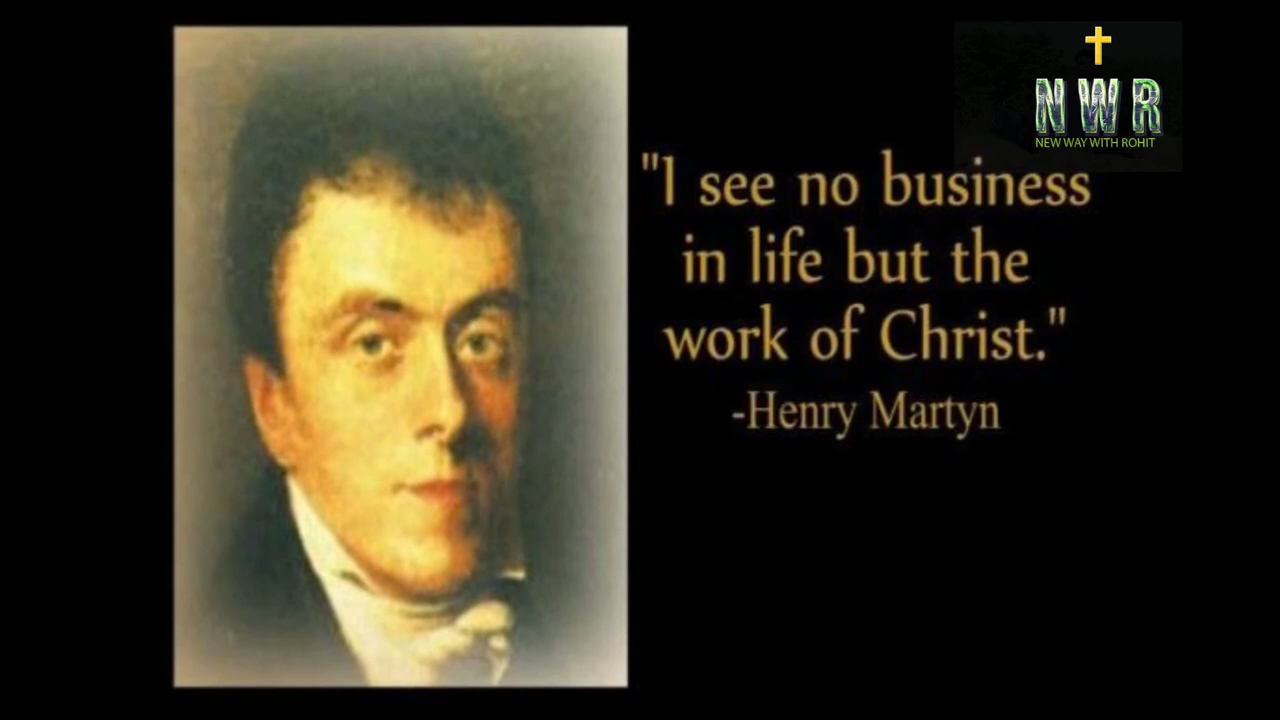 NWR
NEW WAY WITH ROHIT
"I see no business
in life but the
work of Christ."
-Henry Martyn